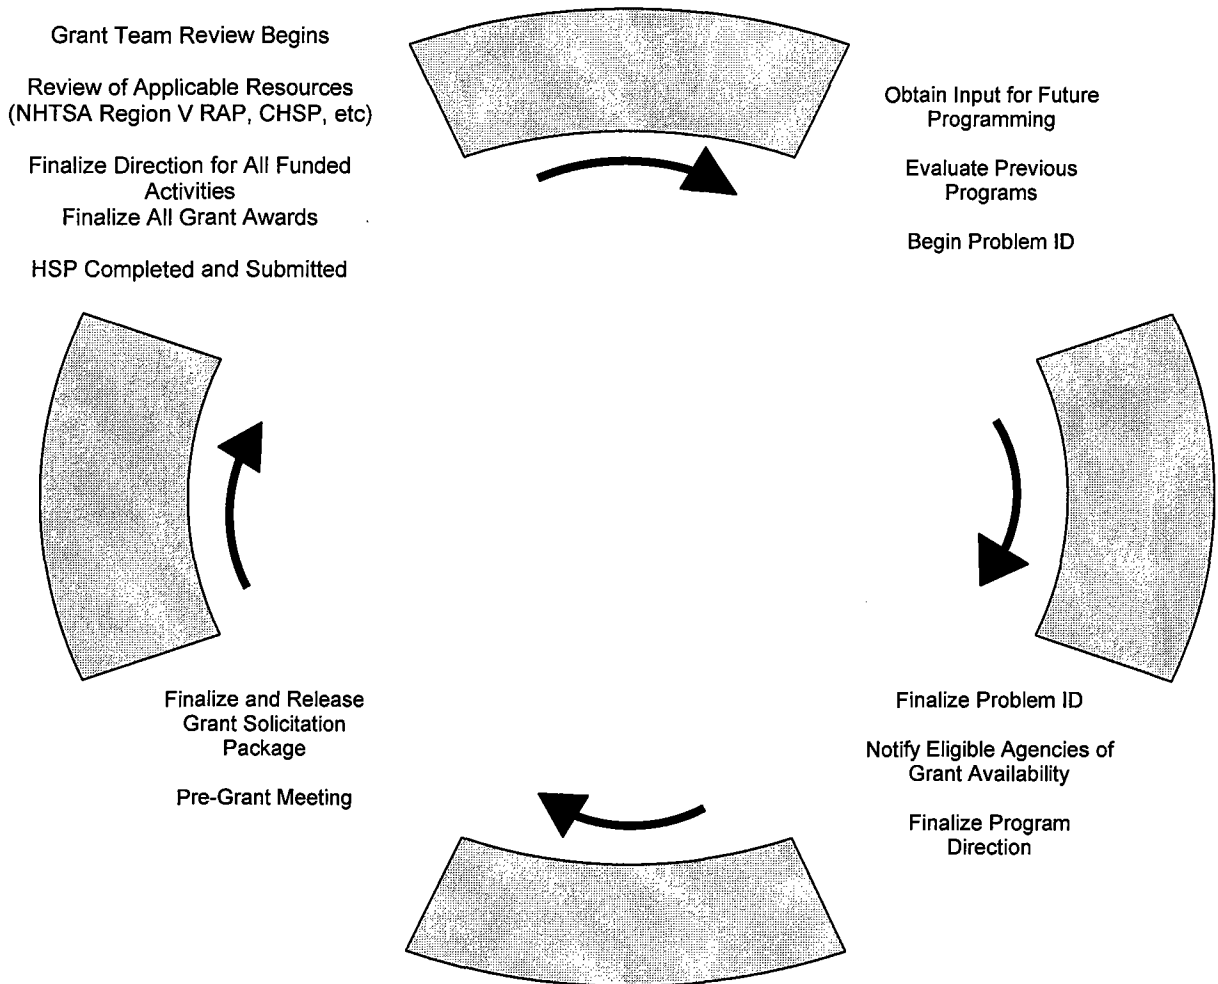 Grant Team Review Begins
Review of Applicable Resources
(NHTSA Region V RAP, CHSP, etc)
Finalize Direction for All Funded
Activities
Finalize All Grant Awards
HSP Completed and Submitted
Obtain Input for Future
Programming
Evaluate Previous
Programs
Begin Problem ID
Finalize Problem ID
Notify Eligible Agencies of
Grant Availability
Finalize Program
Direction
Finalize and Release
Grant Solicitation
Package
Pre-Grant Meeting